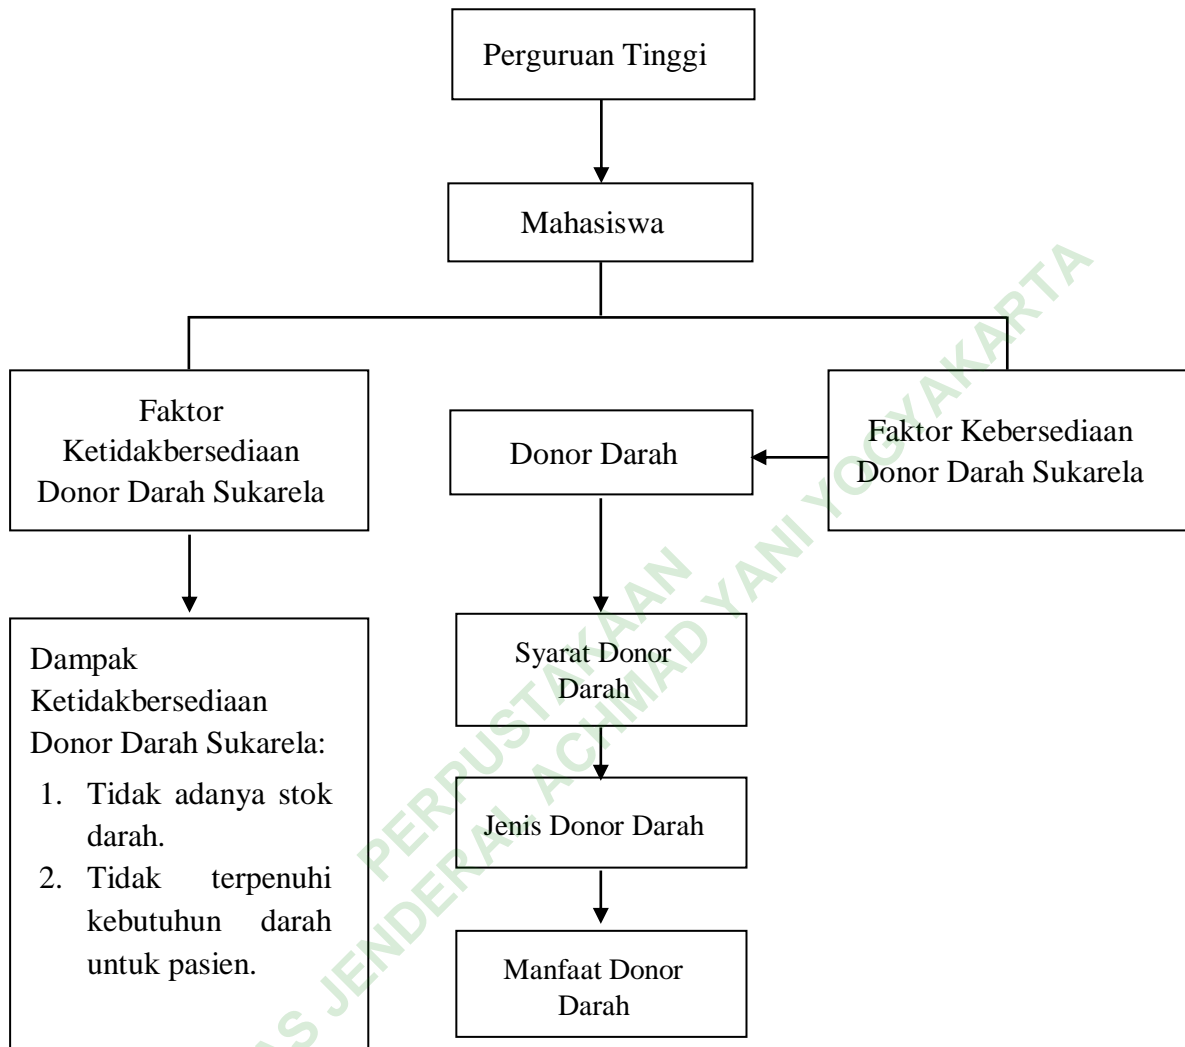 Perguruan Tinggi
Mahasiswa
Faktor
Ketidakbersediaan
Donor Darah Sukarela
Donor Darah
Faktor Kebersediaan
Donor Darah Sukarela
Dampak
Ketidakbersediaan
Donor Darah Sukarela:
1. Tidak adanya stok
darah.
2. Tidak terpenuhi
kebutuhun darah
untuk pasien.
Syarat Donor
Darah
Jenis Donor Darah
Manfaat Donor
Darah
PERPUSTAKAAN
AS JENDERAL ACHMAD YANI YOGYAKARTA